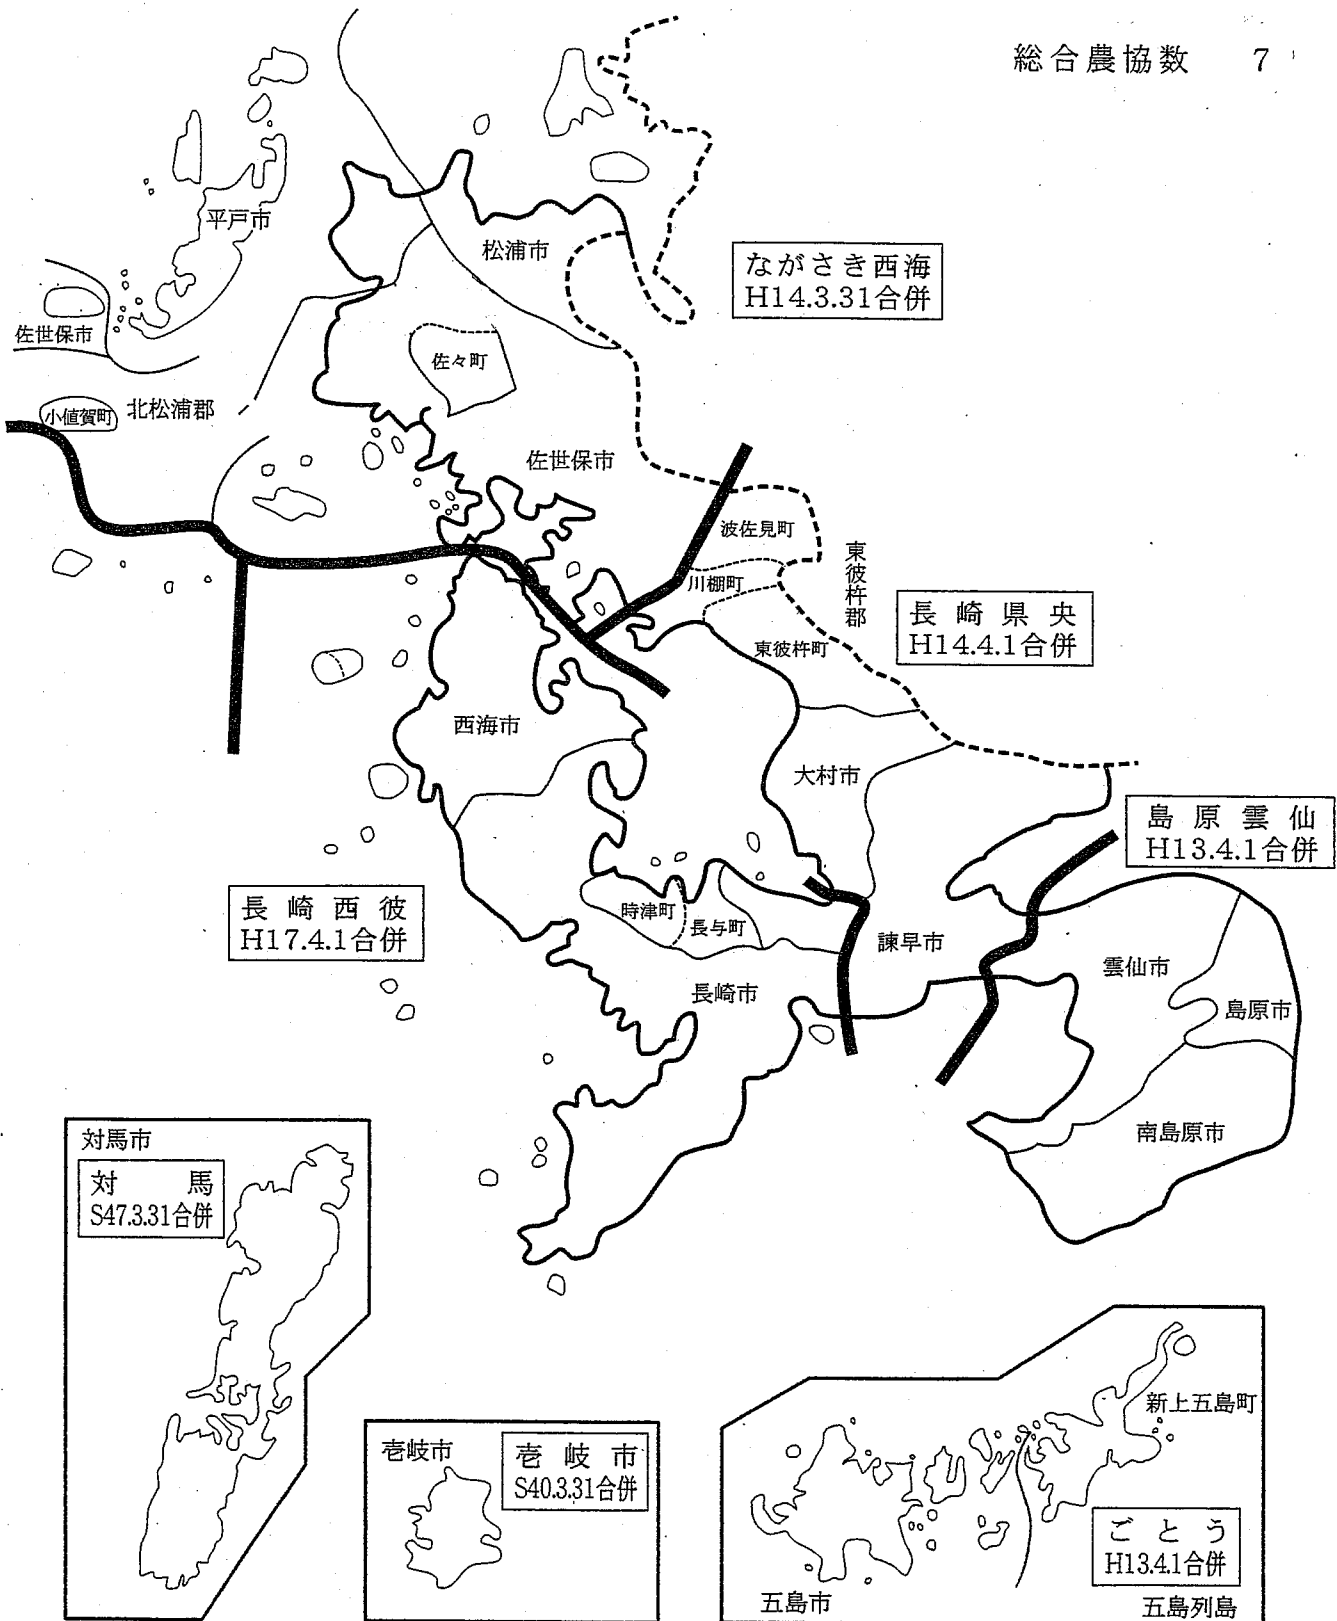 総合農協数 7
平戸市
松浦市
ながさき西海
H14.3.31合併
佐世保市
佐々町
小値賀町
北松浦郡
佐世保市
波佐見町
川棚町
東彼杵郡
長崎県央
H14.4.1合併
東彼杵町
西海市
大村市
島原雲仙
H13.4.1合併
長崎西彼
H17.4.1合併
時津町
長与町
諫早市
雲仙市
長崎市
島原市
南島原市
対馬市
対馬
S47.3.31合併
壱岐市
壱岐市
S40.3.31合併
新上五島町
ごとう
H13.4.1合併
五島市
五島列島